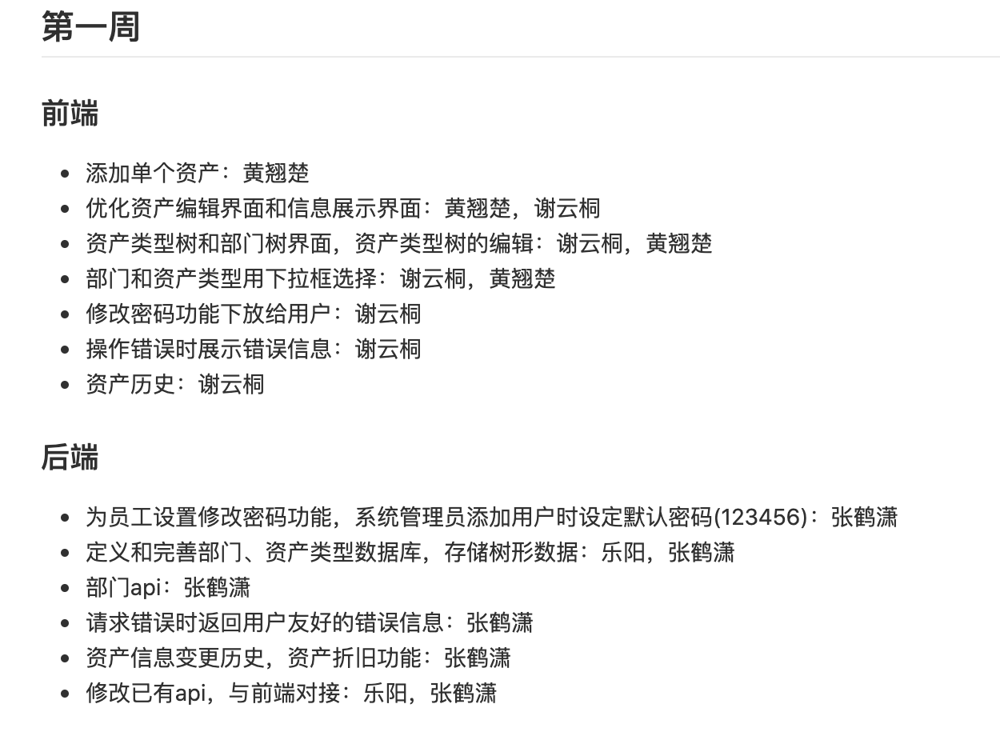 第一周
前端
添加单个资产：黄翘楚
优化资产编辑界面和信息展示界面：黄翘楚，谢云桐
资产类型树和部门树界面，资产类型树的编辑：谢云桐，黄翘楚
部门和资产类型用下拉框选择：谢云桐，黄翘楚
修改密码功能下放给用户：谢云桐
操作错误时展示错误信息：谢云桐
资产历史：谢云桐
后端
为员工设置修改密码功能，系统管理员添加用户时设定默认密码(123456)：张鹤潇
定义和完善部门、资产类型数据库，存储树形数据：乐阳，张鹤潇
部门api：张鹤潇
请求错误时返回用户友好的错误信息：张鹤潇
资产信息变更历史，资产折旧功能：张鹤潇
修改已有api，与前端对接：乐阳，张鹤潇